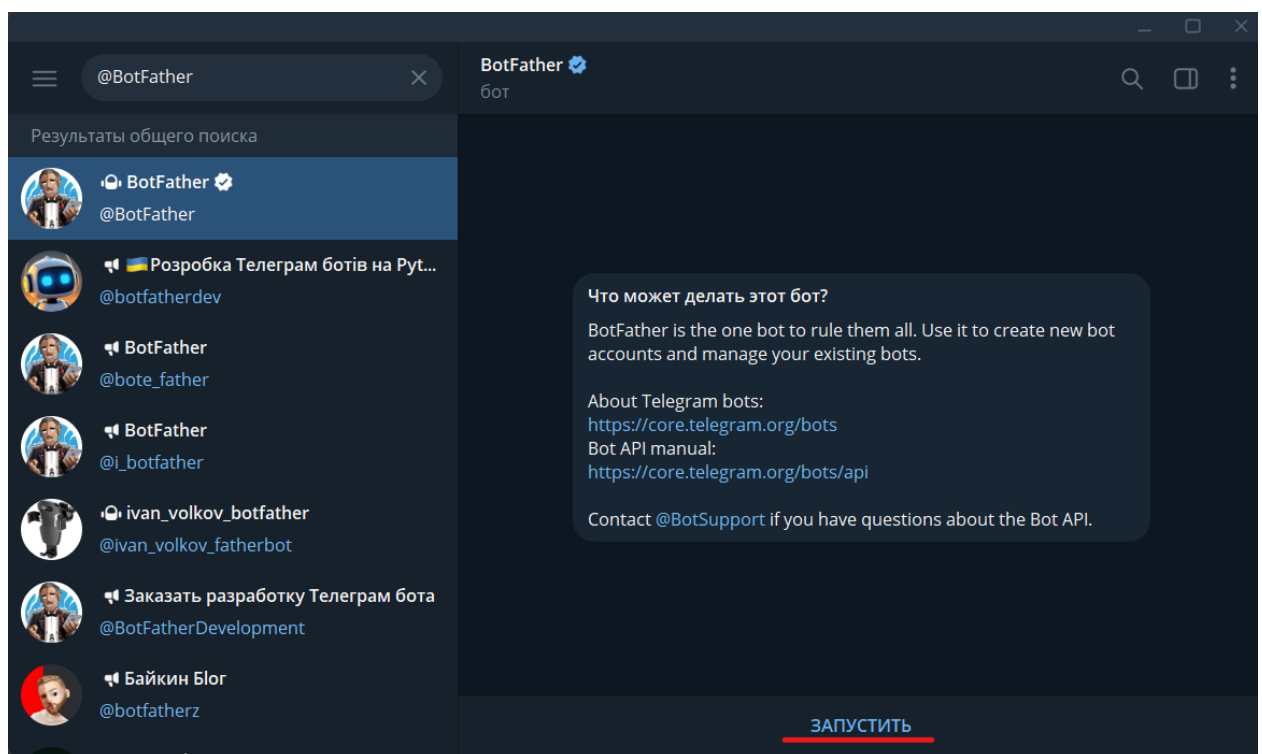 @BotFather
Результаты общего поиска
BotFather
@BotFather
Розробка Телеграм ботів на Pyt...
@botfatherdev
BotFather
@bote_father
BotFather
@i_botfather
ivan_volkov_botfather
@ivan_volkov_fatherbot
Заказать разработку Телеграм бота
@BotFatherDevelopment
Байкин Блог
@botfatherz
BotFather
бот
Что может делать этот бот?
BotFather is the one bot to rule them all. Use it to create new bot
accounts and manage your existing bots.
About Telegram bots:
https://core.telegram.org/bots
Bot API manual:
https://core.telegram.org/bots/api
Contact @BotSupport if you have questions about the Bot API.
ЗАПУСТИТЬ